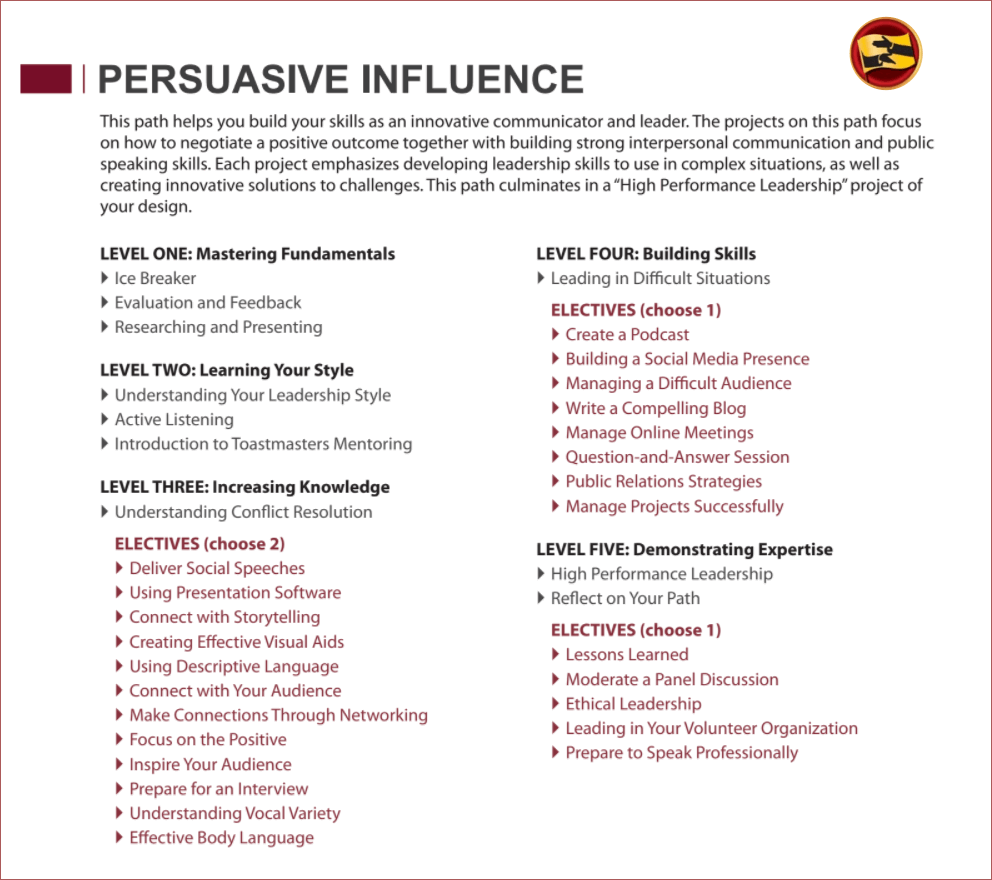 PERSUASIVE INFLUENCE
This path helps you build your skills as an innovative communicator and leader. The projects on this path focus
on how to negotiate a positive outcome together with building strong interpersonal communication and public
speaking skills. Each project emphasizes developing leadership skills to use in complex situations, as well as
creating innovative solutions to challenges. This path culminates in a “High Performance Leadership” project of
your design.
LEVEL ONE: Mastering Fundamentals
Ice Breaker
Evaluation and Feedback
Researching and Presenting
LEVEL TWO: Learning Your Style
Understanding Your Leadership Style
Active Listening
Introduction to Toastmasters Mentoring
LEVEL THREE: Increasing Knowledge
Understanding Conflict Resolution
ELECTIVES (choose 2)
Deliver Social Speeches
Using Presentation Software
Connect with Storytelling
Creating Effective Visual Aids
Using Descriptive Language
Connect with Your Audience
Make Connections Through Networking
Focus on the Positive
Inspire Your Audience
Prepare for an Interview
Understanding Vocal Variety
Effective Body Language
LEVEL FOUR: Building Skills
Leading in Difficult Situations
ELECTIVES (choose 1)
Create a Podcast
Building a Social Media Presence
Managing a Difficult Audience
Write a Compelling Blog
Manage Online Meetings
Question-and-Answer Session
Public Relations Strategies
Manage Projects Successfully
LEVEL FIVE: Demonstrating Expertise
High Performance Leadership
Reflect on Your Path
ELECTIVES (choose 1)
Lessons Learned
Moderate a Panel Discussion
Ethical Leadership
Leading in Your Volunteer Organization
Prepare to Speak Professionally